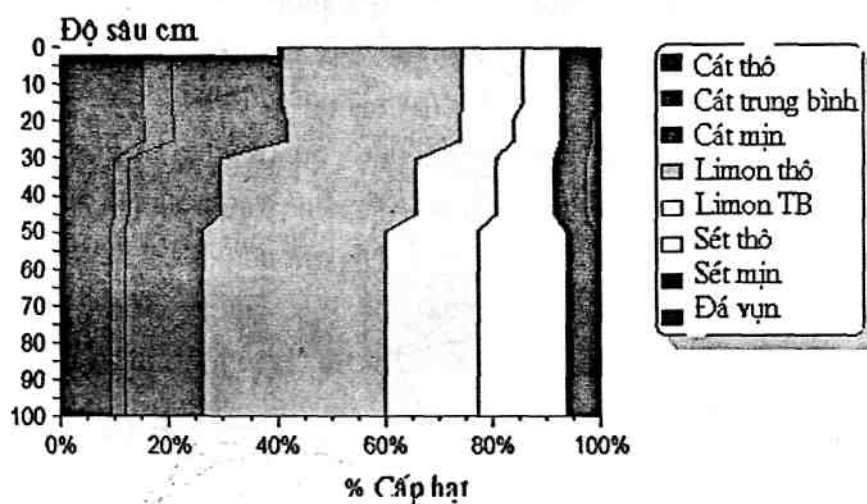 Độ sâu cm
0
10
20
30
40
50
60
70
80
90
100
0% 20% 40% 60% 80% 100%
% Cấp hạt
Cát thô
Cát trung bình
Cát mịn
Limon thô
Limon TB
Sét thô
Sét mịn
Đá vụn